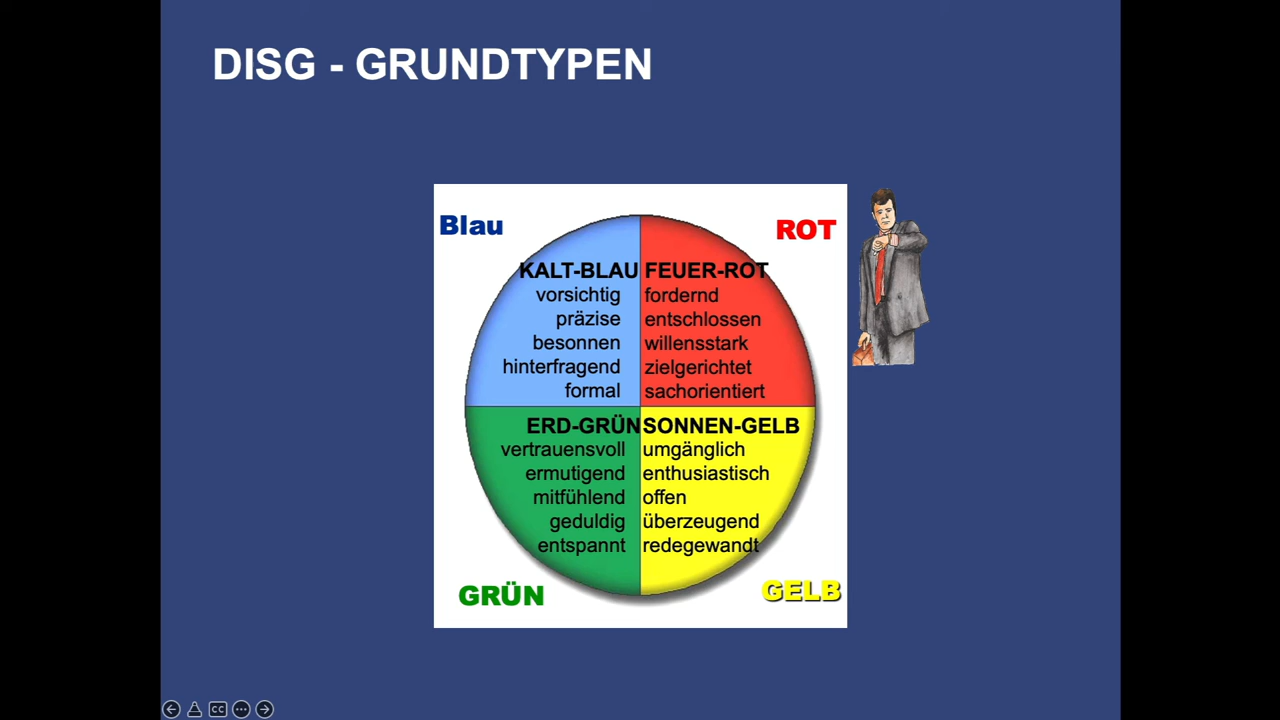 DISG - GRUNDTYPEN
Blau
ROT
KALT-BLAU
vorsichtig
präzise
besonnen
hinterfragend
formal
FEUER-ROT
fordernd
entschlossen
willensstark
zielgerichtet
sachorientiert
ERD-GRÜN
vertrauensvoll
ermutigend
mitfühlend
geduldig
entspannt
SONNEN-GELB
umgänglich
enthusiastisch
offen
überzeugend
redegewandt
GRÜN
GELB
CC